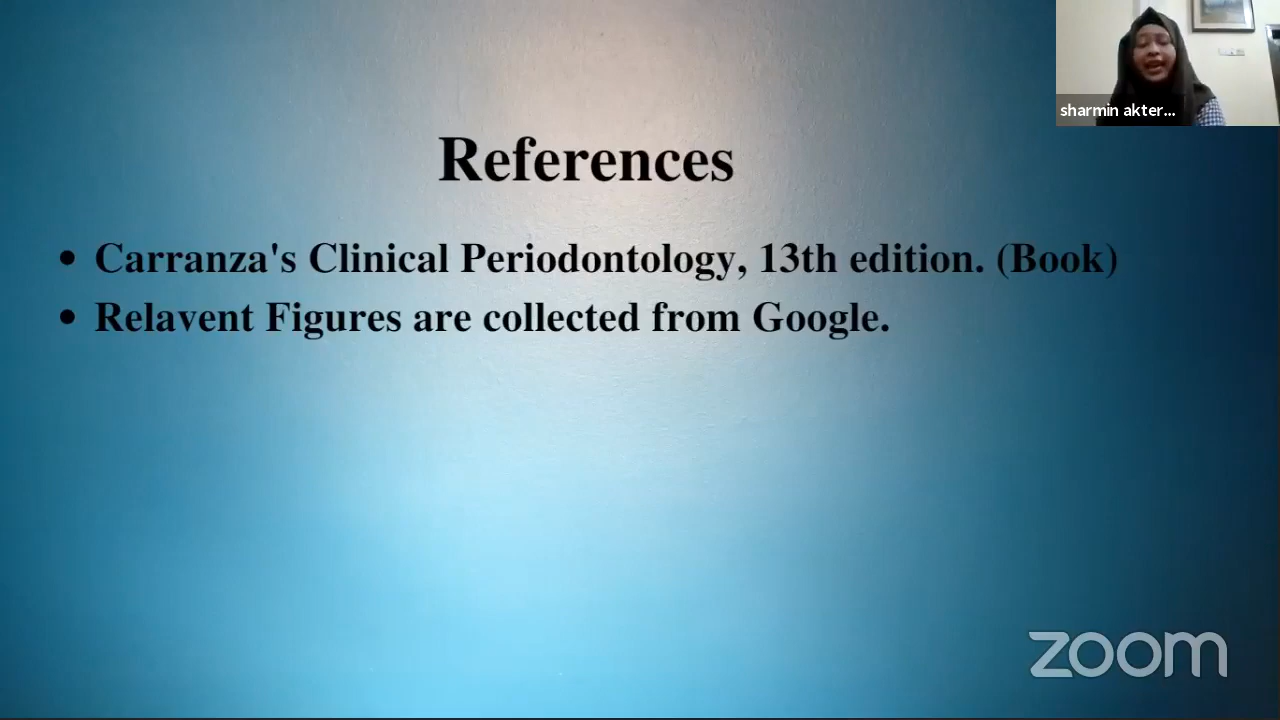 sharmin akter...
References
• Carranza's Clinical Periodontology, 13th edition. (Book)
• Relavent Figures are collected from Google.
zoom